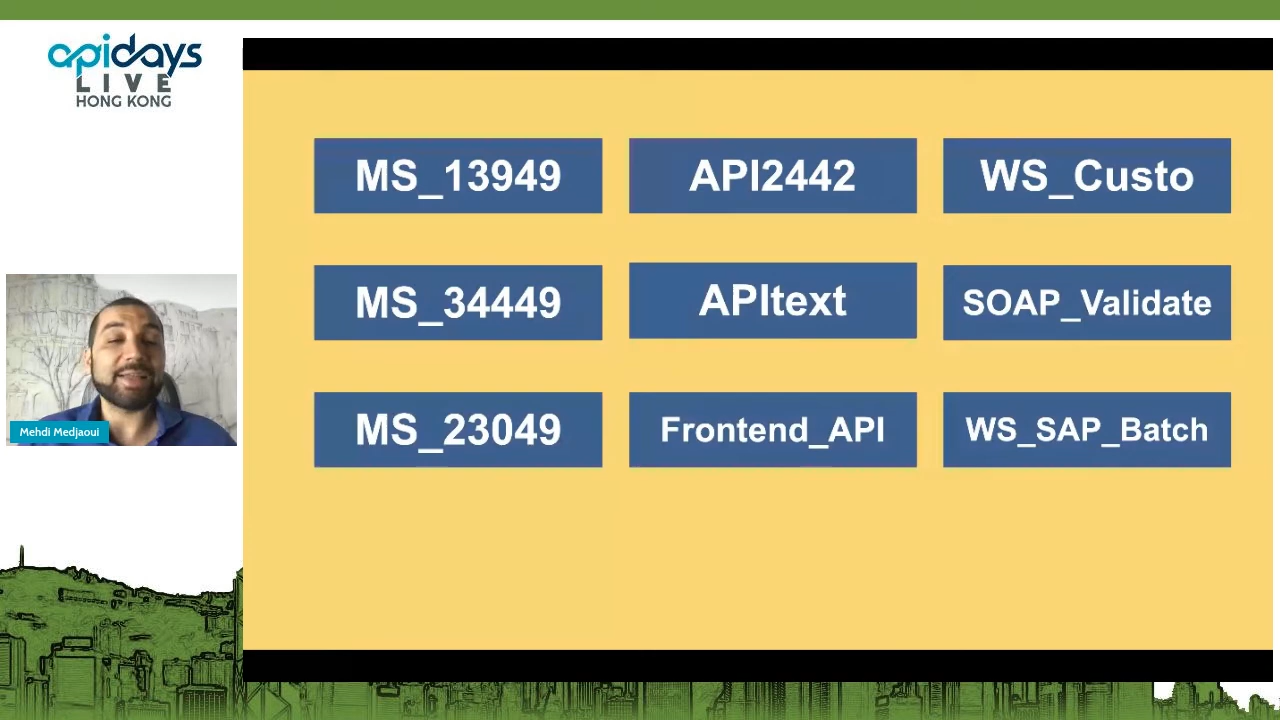 apidays
LIVE
HONG KONG
MS_13949
API2442
WS_Custo
MS_34449
APItext
SOAP_Validate
MS_23049
Frontend_API
WS_SAP_Batch
Mehdi Medjaoui